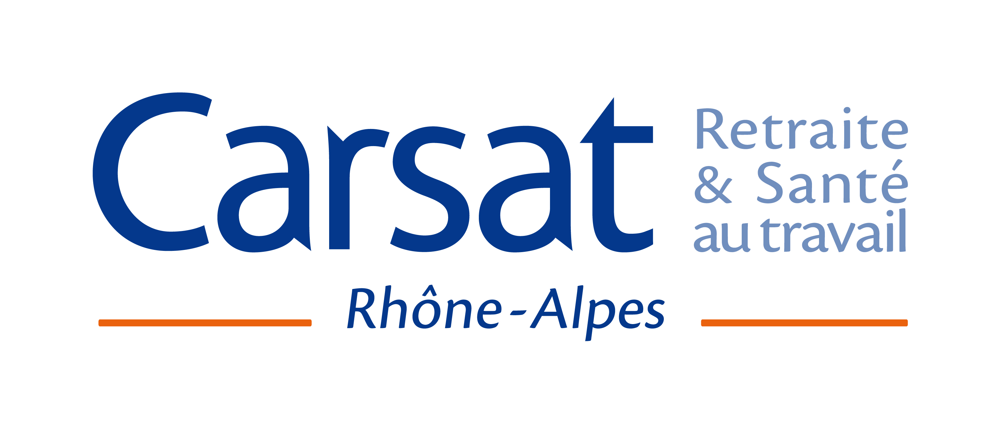 Carsat
Retraite
& Santé
au travail
Rhône-Alpes